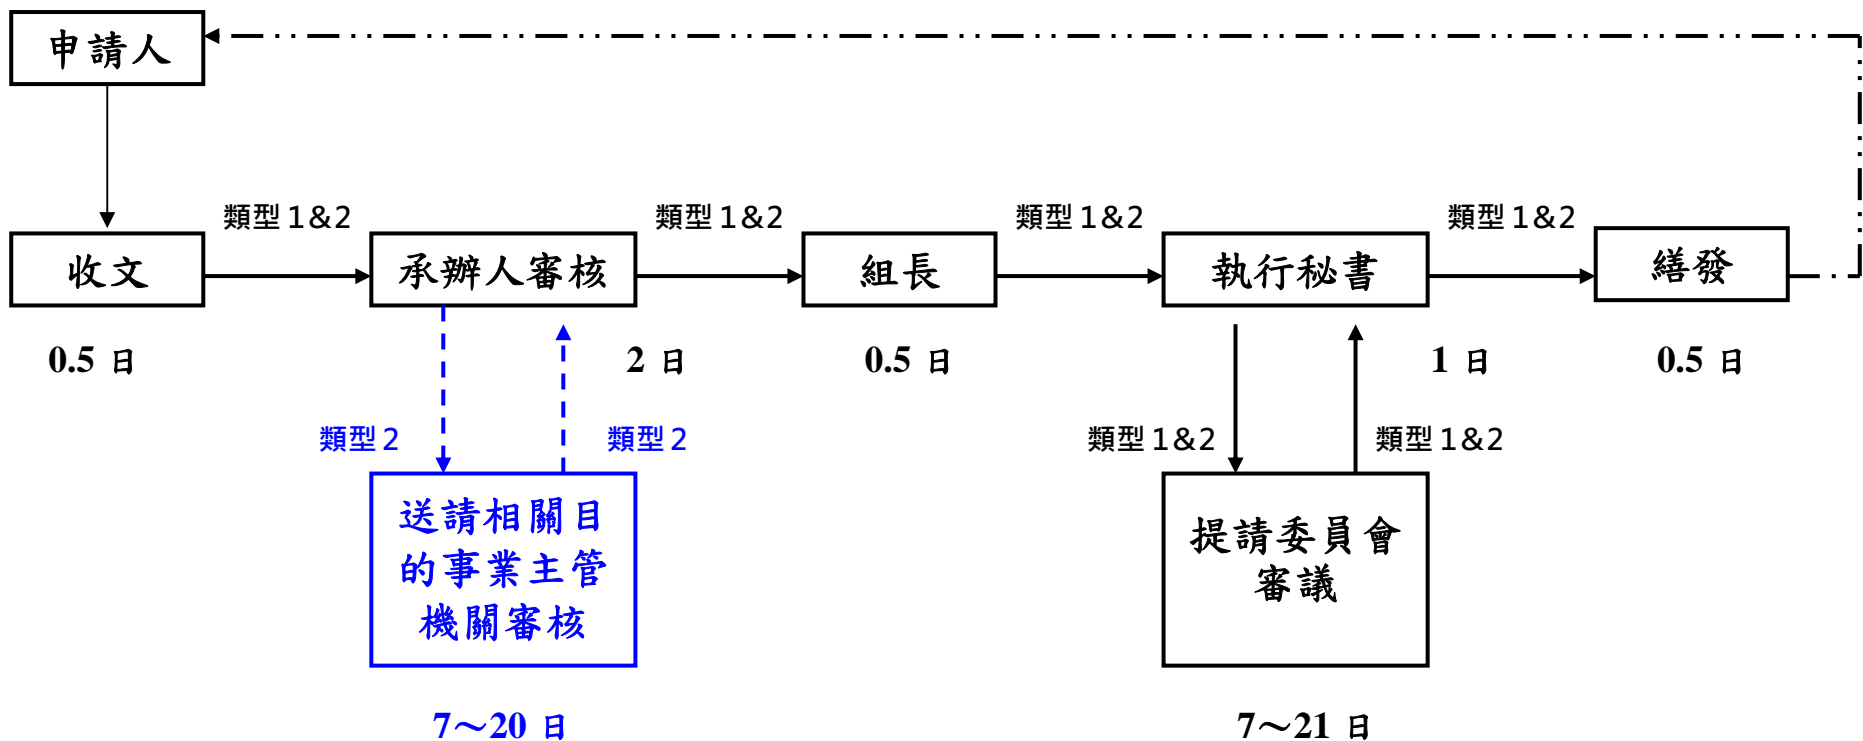 申請人
類型1&2
類型1&2
類型1&2
類型1&2
收文
承辦人審核
組長
執行秘書
繕發
0.5 日
2 日
0.5 日
1 日
0.5 日
類型2
類型2
類型1&2
類型1&2
送請相關目
的事業主管
機關審核
提請委員會
審議
7～20 日
7～21 日